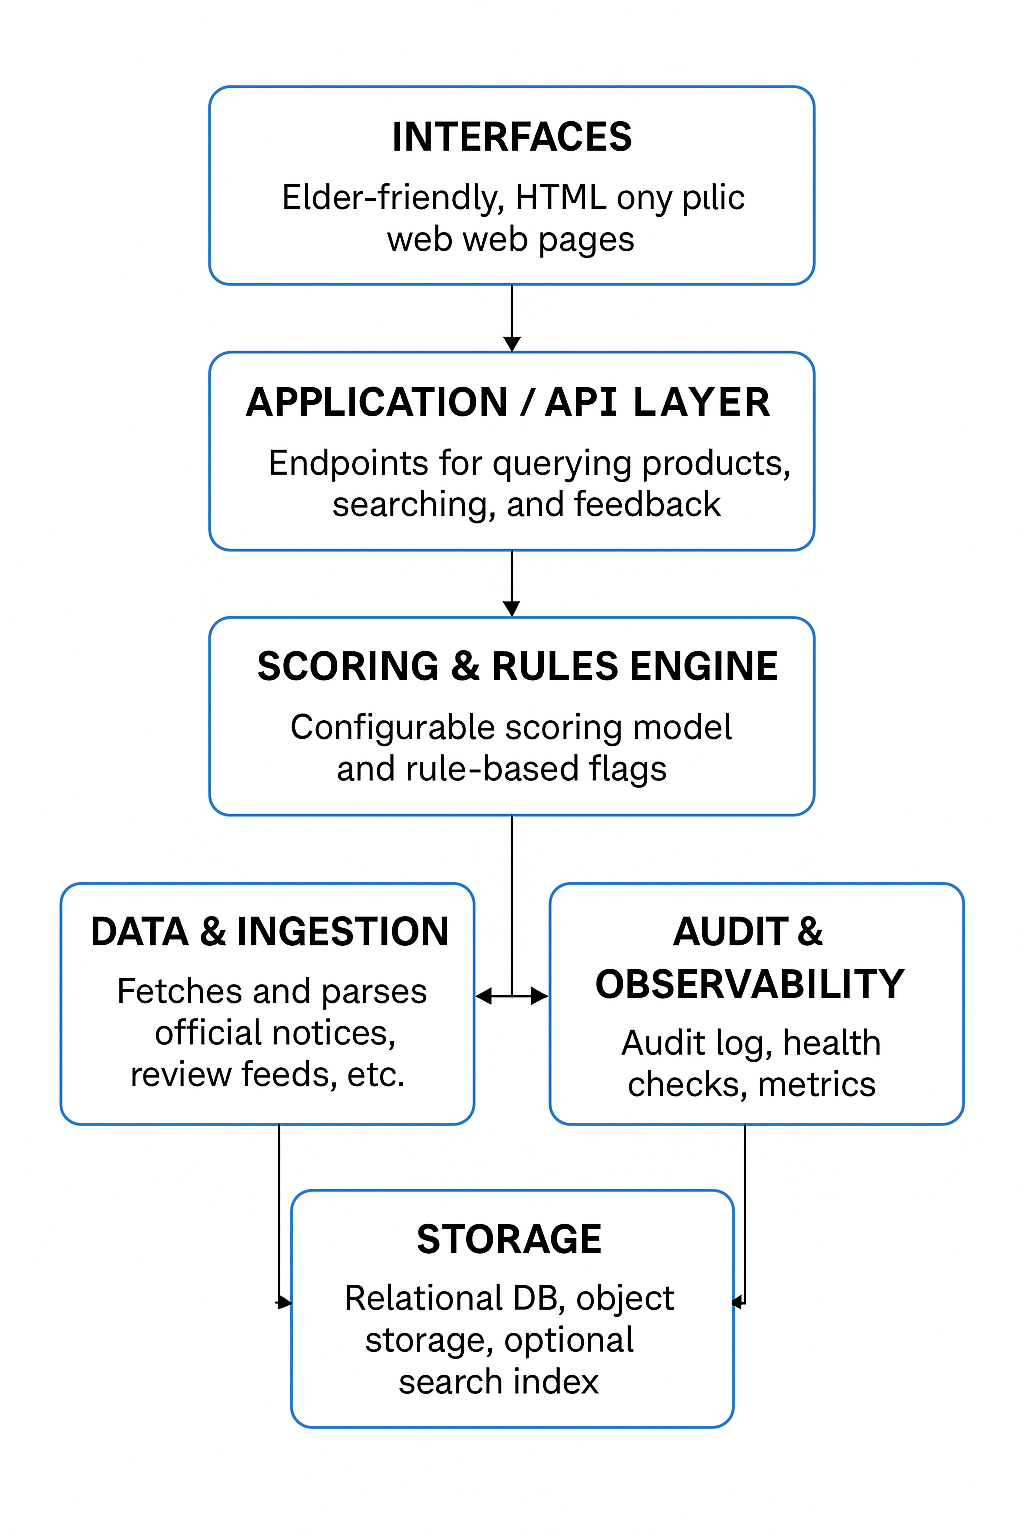 INTERFACES
Elder-friendly, HTML ony pılic
web web pages
APPLICATION / API LAYER
Endpoints for querying products,
searching, and feedback
SCORING & RULES ENGINE
Configurable scoring model
and rule-based flags
DATA & INGESTION
Fetches and parses
official notices,
review feeds, etc.
AUDIT &
OBSERVABILITY
Audit log, health
checks, metrics
STORAGE
Relational DB, object
storage, optional
search index